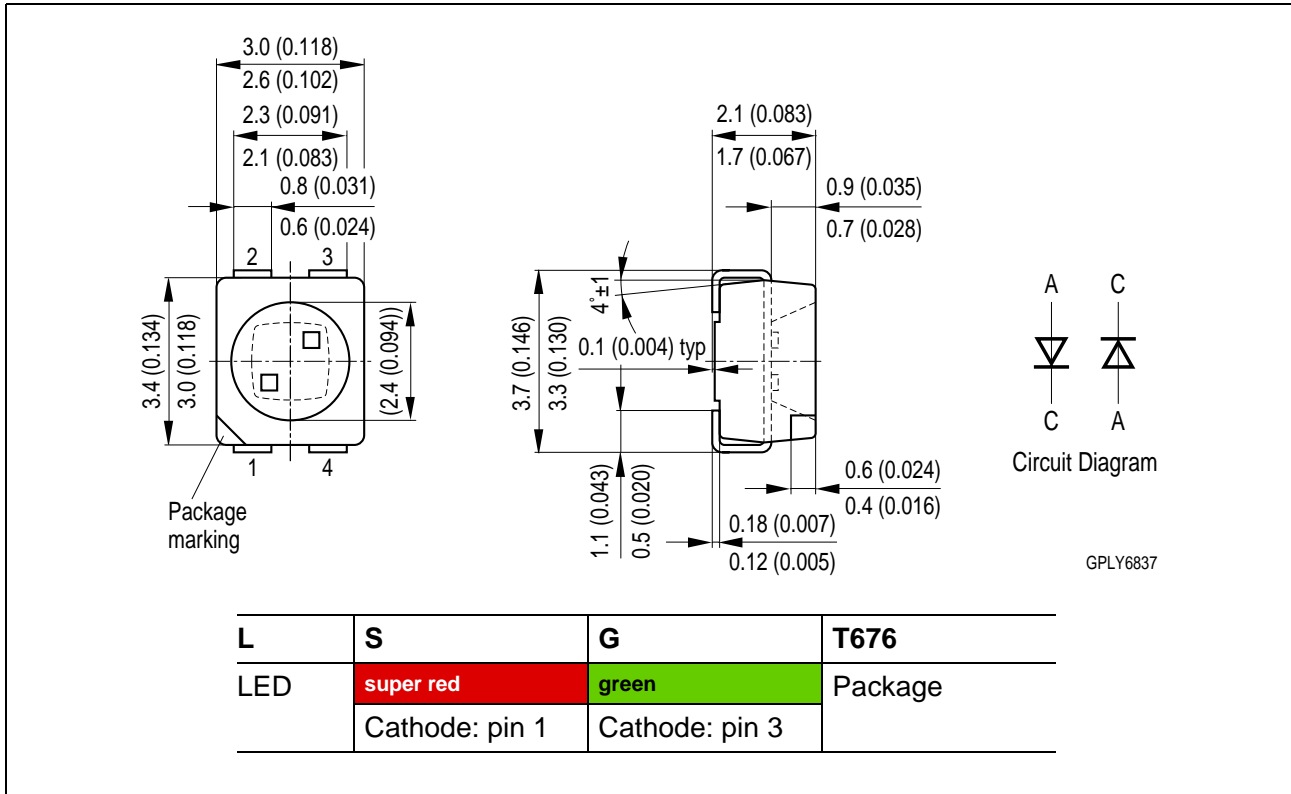 3.0 (0.118)
2.6 (0.102)
2.3 (0.091)
2.1 (0.083)
0.8 (0.031)
0.6 (0.024)
2 3
3.4 (0.134)
3.0 (0.118)
(2.4 (0.094))
1 4
Package
marking
2.1 (0.083)
1.7 (0.067)
0.9 (0.035)
0.7 (0.028)
4°±1
0.1 (0.004) typ
3.7 (0.146)
3.3 (0.130)
1.1 (0.043)
0.5 (0.020)
0.6 (0.024)
0.4 (0.016)
0.18 (0.007)
0.12 (0.005)
A C
C A
Circuit Diagram
GPLY6837
L S G T676
LED super red green Package
Cathode: pin 1 Cathode: pin 3